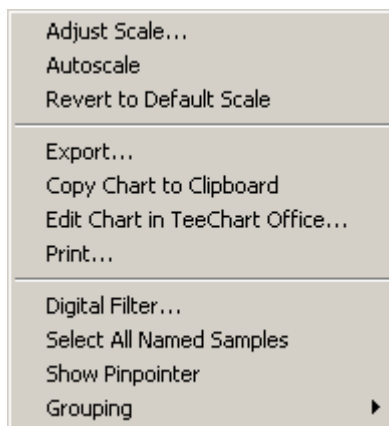 Adjust Scale...
Autoscale
Revert to Default Scale
Export...
Copy Chart to Clipboard
Edit Chart in TeeChart Office...
Print...
Digital Filter...
Select All Named Samples
Show Pinpointer
Grouping